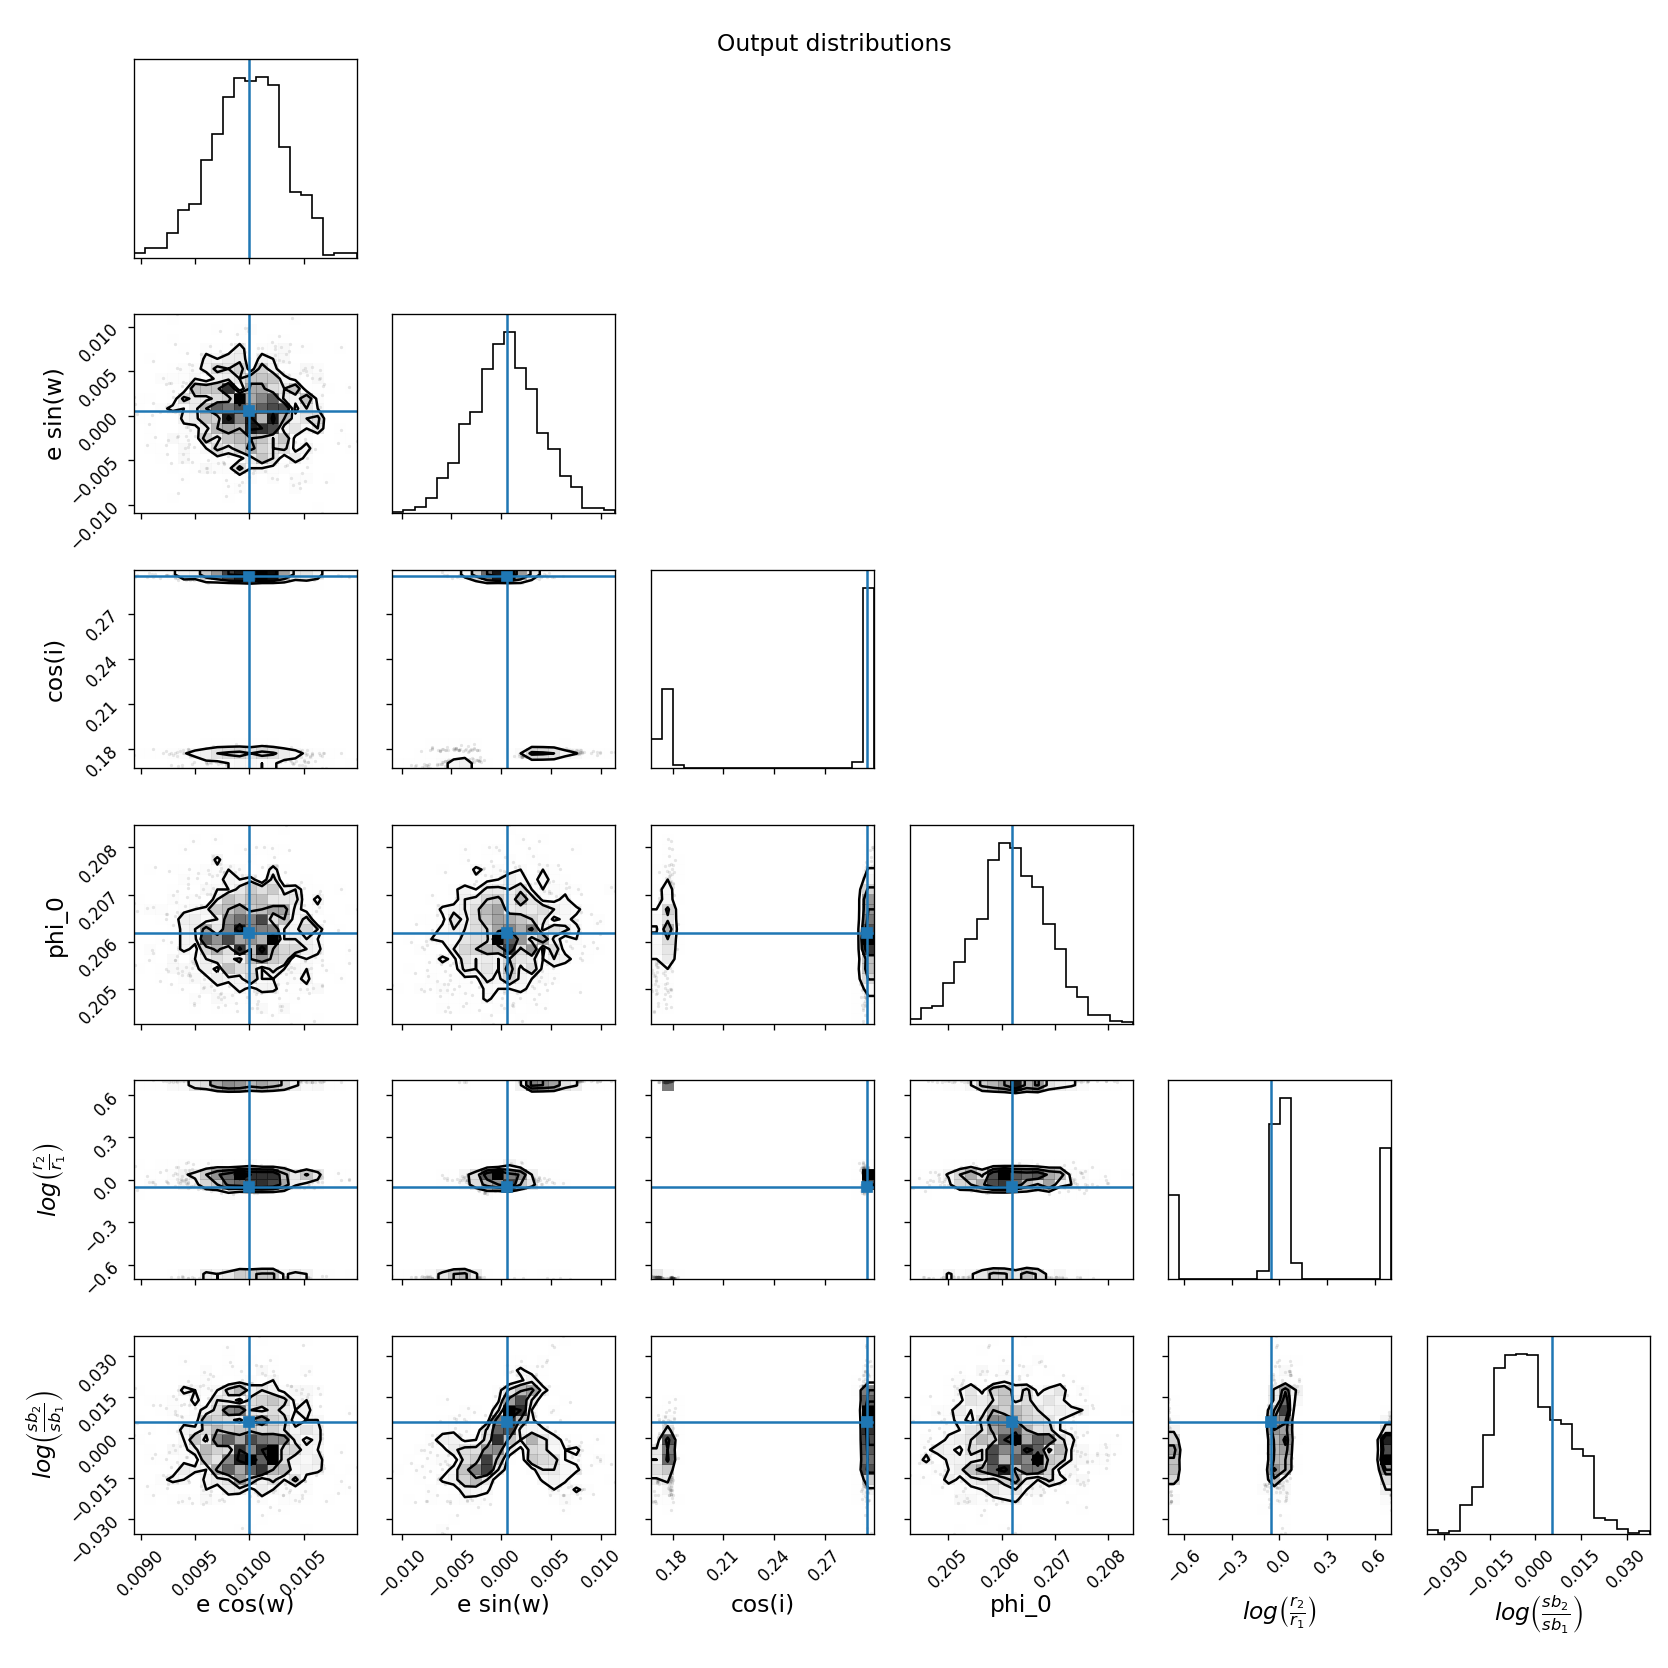 Output distributions
e sin(w)
0.010
0.005
0.000
−0.005
−0.010
cos(i)
0.27
0.24
0.21
0.18
phi_0
0.208
0.207
0.206
0.205
log(r2/r1)
0.6
0.3
0.0
−0.3
−0.6
log(sb2/sb1)
0.030
0.015
0.000
−0.015
−0.030
0.0090 0.0095 0.0100 0.0105
−0.010 −0.005 0.000 0.005 0.010
0.18 0.21 0.24 0.27
0.205 0.206 0.207 0.208
−0.6 −0.3 0.0 0.3 0.6
−0.030 −0.015 0.000 0.015 0.030
e cos(w) e sin(w) cos(i) phi_0 log(r2/r1) log(sb2/sb1)